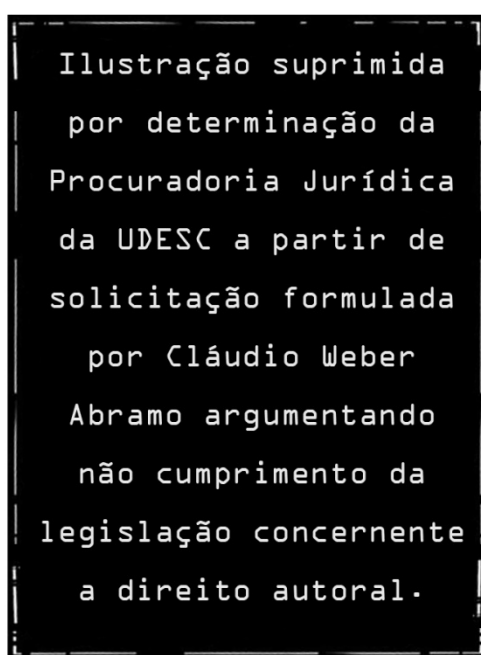 Ilustração suprimida
por determinação da
Procuradoria Jurídica
da UDESC a partir de
solicitação formulada
por Cláudio Weber
Abramo argumentando
não cumprimento da
legislação concernente
a direito autoral.